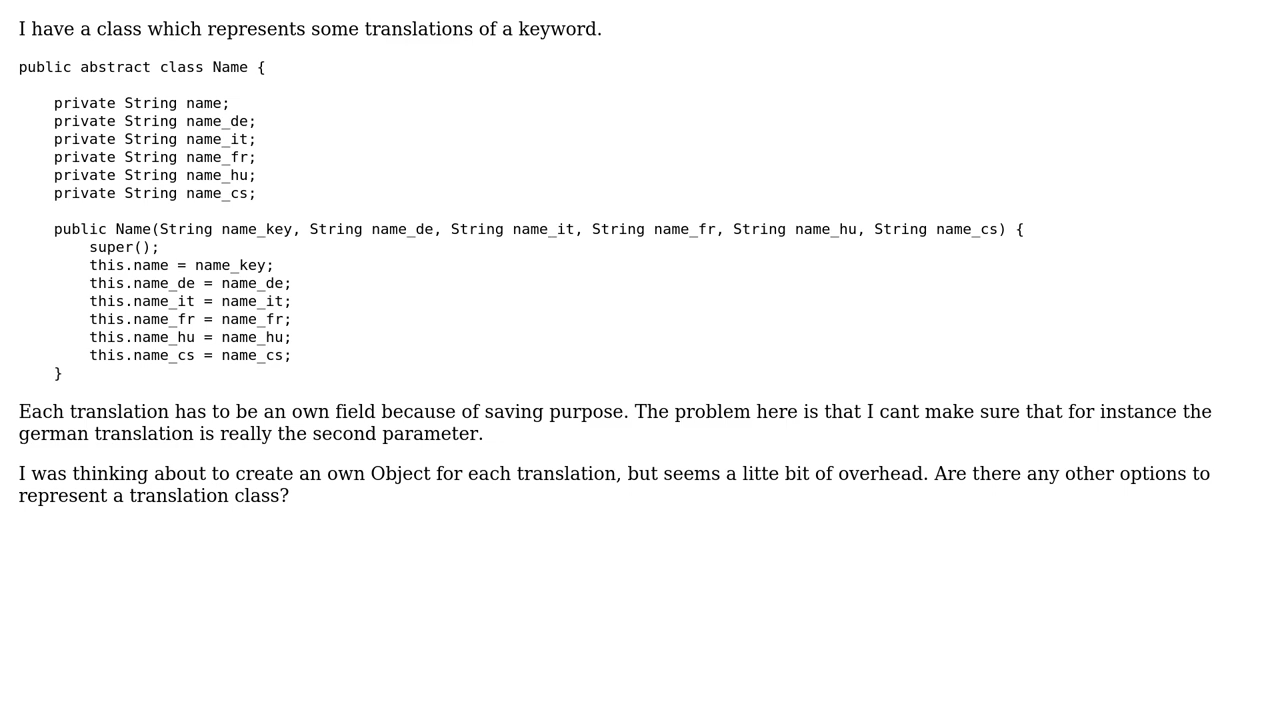 I have a class which represents some translations of a keyword.
public abstract class Name {
    private String name;
    private String name_de;
    private String name_it;
    private String name_fr;
    private String name_hu;
    private String name_cs;
    public Name(String name_key, String name_de, String name_it, String name_fr, String name_hu, String name_cs) {
        super();
        this.name = name_key;
        this.name_de = name_de;
        this.name_it = name_it;
        this.name_fr = name_fr;
        this.name_hu = name_hu;
        this.name_cs = name_cs;
    }
Each translation has to be an own field because of saving purpose. The problem here is that I cant make sure that for instance the
german translation is really the second parameter.
I was thinking about to create an own Object for each translation, but seems a litte bit of overhead. Are there any other options to
represent a translation class?